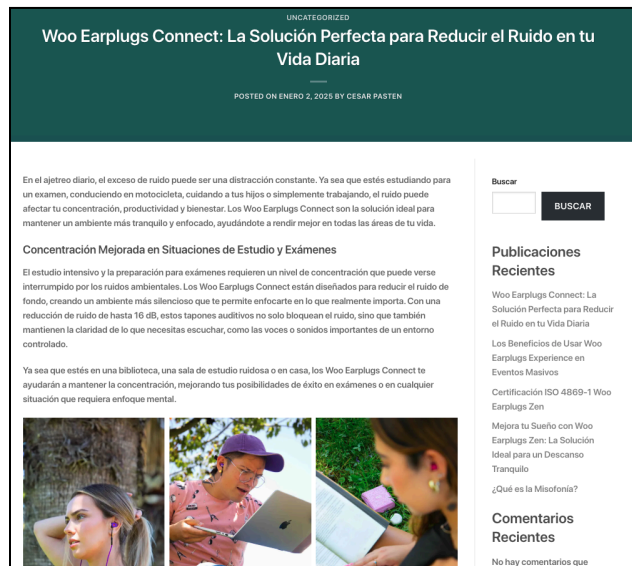 UNCATEGORIZED
Woo Earplugs Connect: La Solución Perfecta para Reducir el Ruido en tu
Vida Diaria
POSTED ON ENERO 2, 2025 BY CESAR PASTEN
En el ajetreo diario, el exceso de ruido puede ser una distracción constante. Ya sea que estés estudiando para
un examen, conduciendo en motocicleta, cuidando a tus hijos o simplemente trabajando, el ruido puede
afectar tu concentración, productividad y bienestar. Los Woo Earplugs Connect son la solución ideal para
mantener un ambiente más tranquilo y enfocado, ayudándote a rendir mejor en todas las áreas de tu vida.
Concentración Mejorada en Situaciones de Estudio y Exámenes
El estudio intensivo y la preparación para exámenes requieren un nivel de concentración que puede verse
interrumpido por los ruidos ambientales. Los Woo Earplugs Connect están diseñados para reducir el ruido de
fondo, creando un ambiente más silencioso que te permite enfocarte en lo que realmente importa. Con una
reducción de ruido de hasta 16 dB, estos tapones auditivos no solo bloquean el ruido, sino que también
mantienen la claridad de lo que necesitas escuchar, como las voces o sonidos importantes de un entorno
controlado.
Ya sea que estés en una biblioteca, una sala de estudio ruidosa o en casa, los Woo Earplugs Connect te
ayudarán a mantener la concentración, mejorando tus posibilidades de éxito en exámenes o en cualquier
situación que requiera enfoque mental.
Buscar
BUSCAR
Publicaciones
Recientes
Woo Earplugs Connect: La
Solución Perfecta para Reducir
el Ruido en tu Vida Diaria
Los Beneficios de Usar Woo
Earplugs Experience en
Eventos Masivos
Certificación ISO 4869-1 Woo
Earplugs Zen
Mejora tu Sueño con Woo
Earplugs Zen: La Solución
Ideal para un Descanso
Tranquilo
¿Qué es la Misofonía?
Comentarios
Recientes
No hay comentarios que